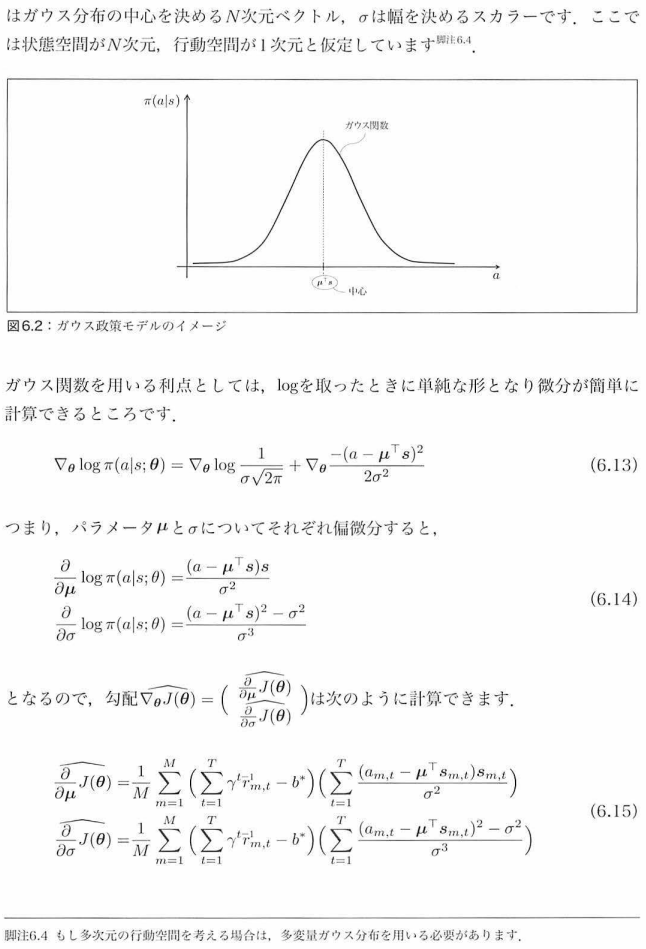 はガウス分布の中心を決めるN次元ベクトル，σは幅を決めるスカラーです．ここで
は状態空間がN次元，行動空間が1次元と仮定しています脚注6.4．
π(a|s)
ガウス関数
a
μ⊤s
中心
図6.2：ガウス政策モデルのイメージ
ガウス関数を用いる利点としては，logを取ったときに単純な形となり微分が簡単に
計算できるところです．
∇θ log π(a|s; θ) = ∇θ log 1/(σ√2π) + ∇θ −(a − μ⊤s)²/2σ² (6.13)
つまり，パラメータμとσについてそれぞれ偏微分すると，
∂/∂μ log π(a|s; θ) = (a − μ⊤s)s/σ²
∂/∂σ log π(a|s; θ) = ((a − μ⊤s)² − σ²)/σ³ (6.14)
となるので，勾配∇θJ(θ) = ( ∂/∂μ J(θ) ∂/∂σ J(θ) )は次のように計算できます．
∂/∂μ J(θ) = 1/M ∑_{m=1}^{M} ( ∑_{t=1}^{T} γ^{t−1} r_{m,t} − b* )( ∑_{t=1}^{T} (a_{m,t} − μ⊤s_{m,t})s_{m,t}/σ² )
∂/∂σ J(θ) = 1/M ∑_{m=1}^{M} ( ∑_{t=1}^{T} γ^{t−1} r_{m,t} − b* )( ∑_{t=1}^{T} ((a_{m,t} − μ⊤s_{m,t})² − σ²)/σ³ ) (6.15)
脚注6.4 もし多次元の行動空間を考える場合は，多変量ガウス分布を用いる必要があります．